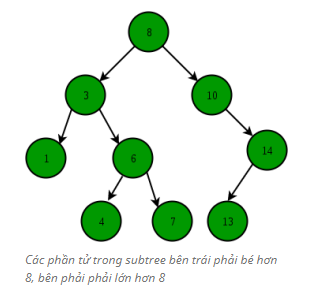 8
3 10
1 6 14
4 7 13
Các phần tử trong subtree bên trái phải bé hơn
8, bên phải phải lớn hơn 8